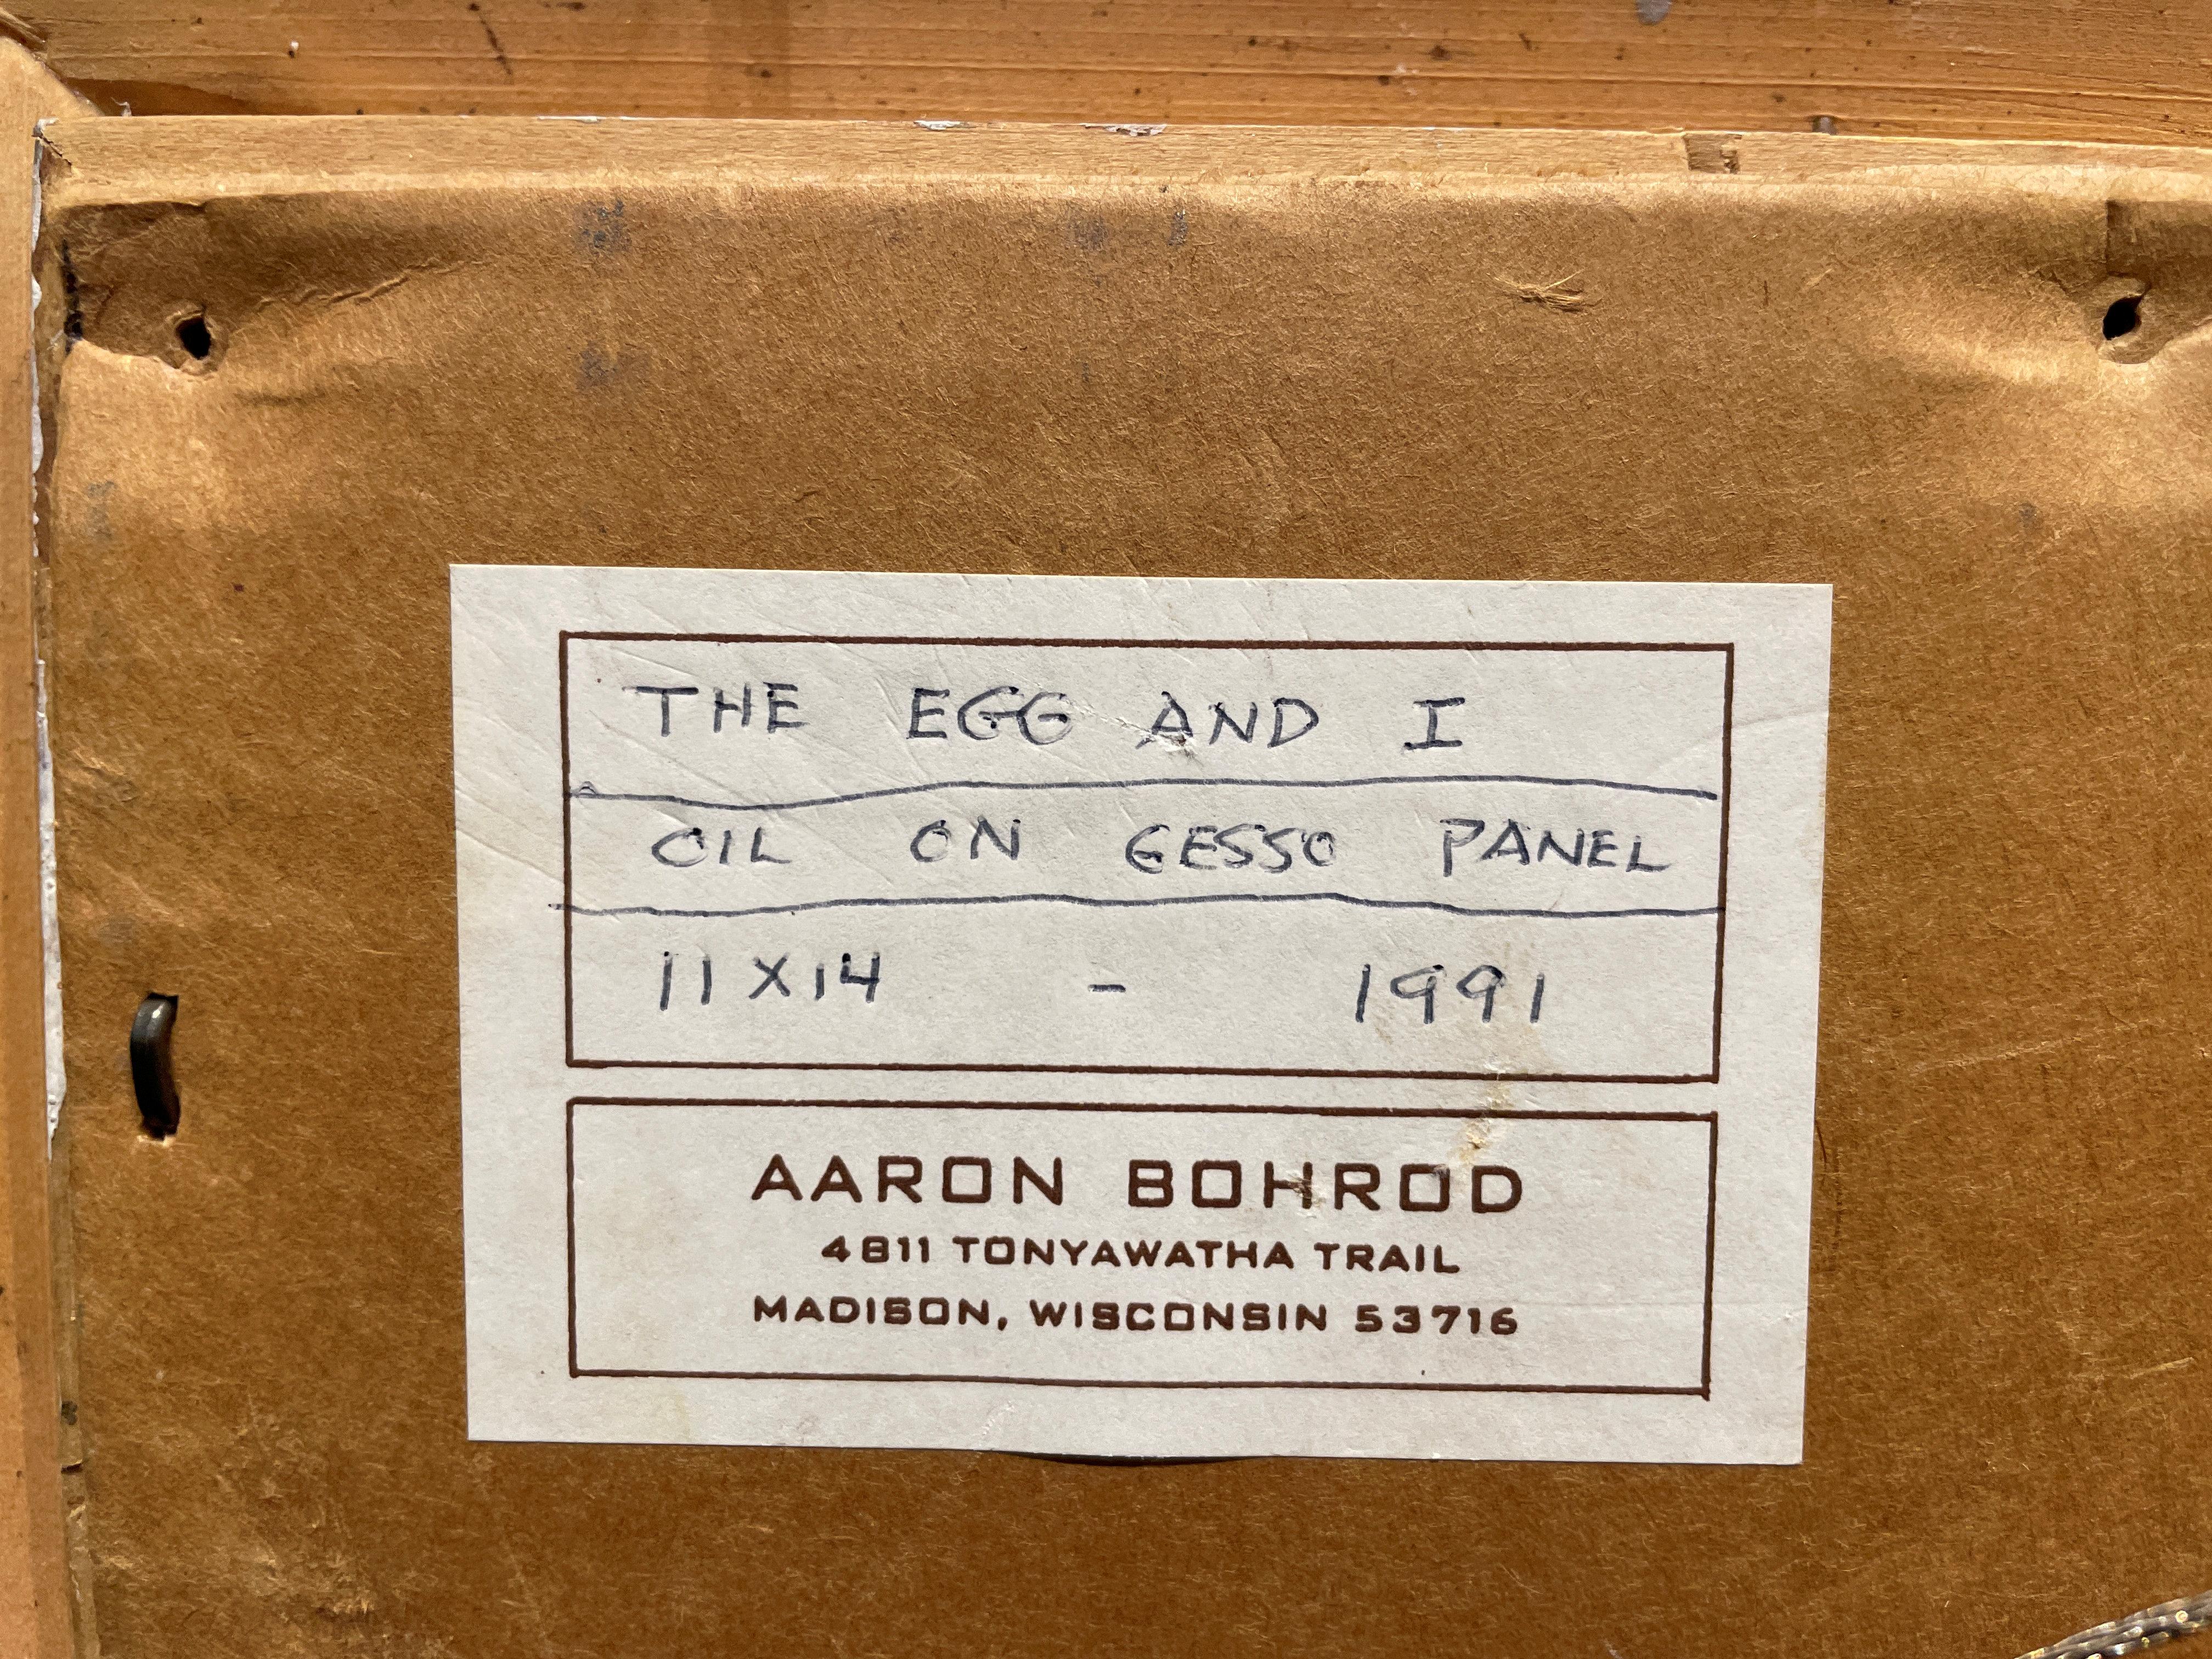 THE EGG AND I
OIL ON GESSO PANEL
11 X 14 - 1991
AARON BOHROD
4811 TONYAWATHA TRAIL
MADISON, WISCONSIN 53716